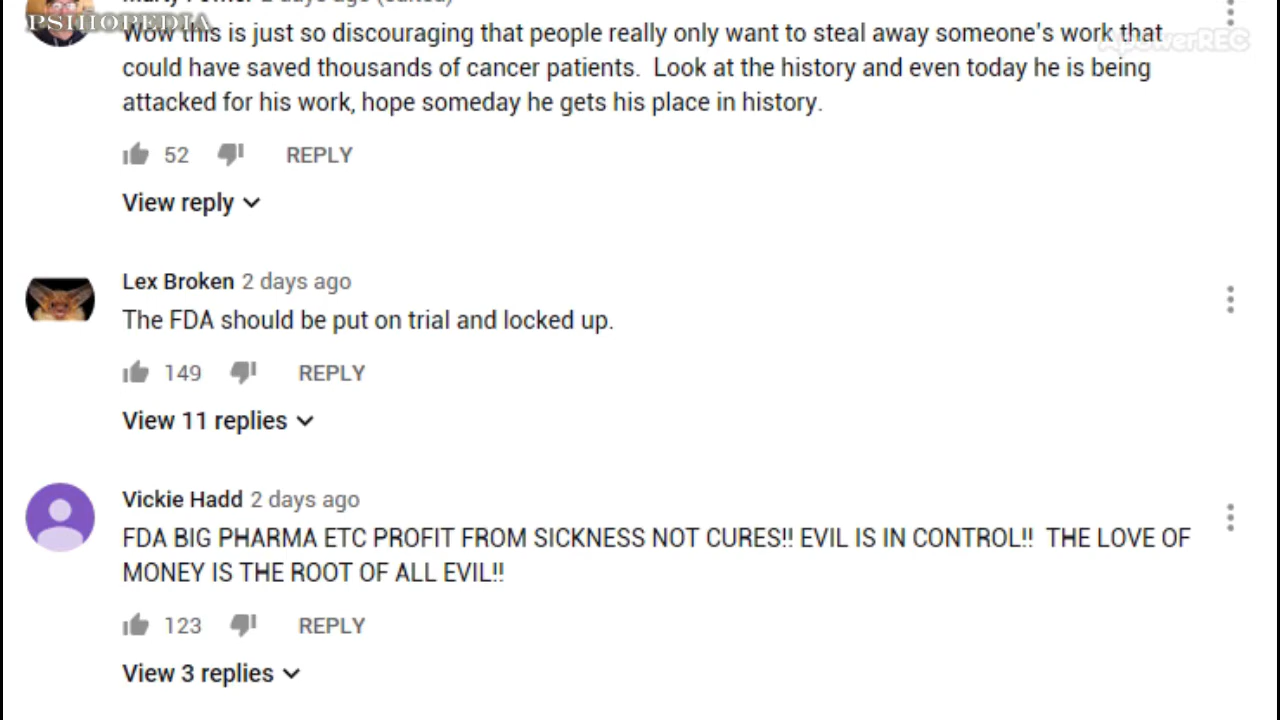 PSIHOPEDIA
ApowerREC
Wow this is just so discouraging that people really only want to steal away someone's work that
could have saved thousands of cancer patients. Look at the history and even today he is being
attacked for his work, hope someday he gets his place in history.
52 REPLY
View reply
Lex Broken 2 days ago
The FDA should be put on trial and locked up.
149 REPLY
View 11 replies
Vickie Hadd 2 days ago
FDA BIG PHARMA ETC PROFIT FROM SICKNESS NOT CURES!! EVIL IS IN CONTROL!! THE LOVE OF
MONEY IS THE ROOT OF ALL EVIL!!
123 REPLY
View 3 replies